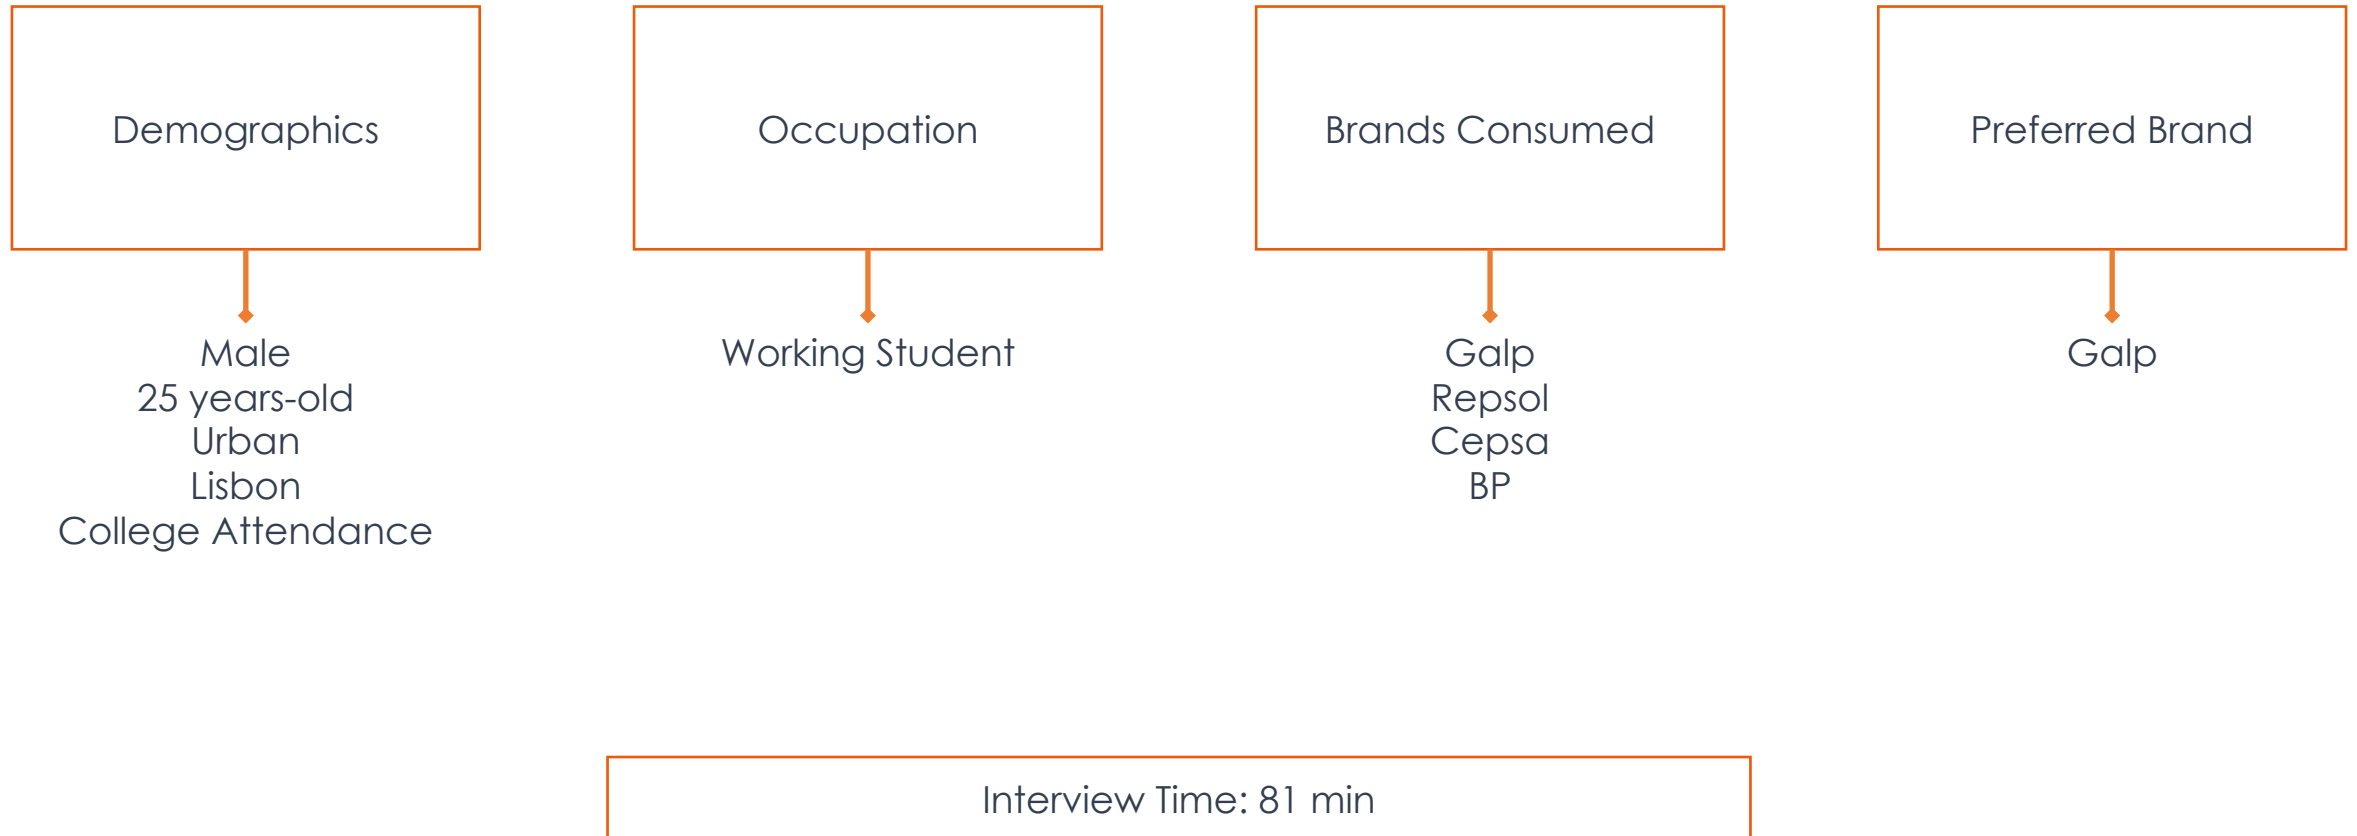 Demographics
Male
25 years-old
Urban
Lisbon
College Attendance
Occupation
Working Student
Brands Consumed
Galp
Repsol
Cepsa
BP
Preferred Brand
Galp
Interview Time: 81 min